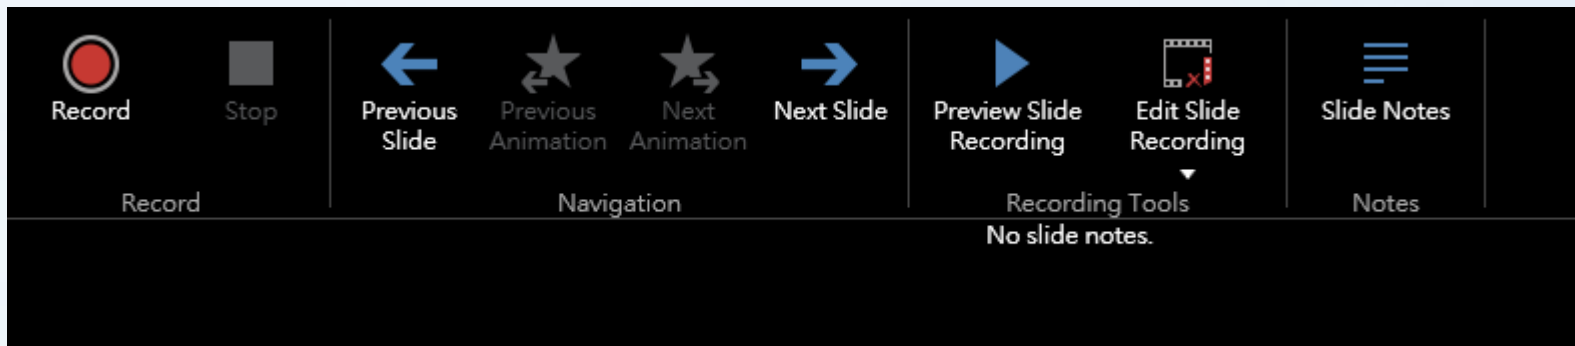 Record
Stop
Previous
Slide
Previous
Animation
Next
Animation
Next Slide
Preview Slide
Recording
Edit Slide
Recording
Slide Notes
Record
Navigation
Recording Tools
Notes
No slide notes.